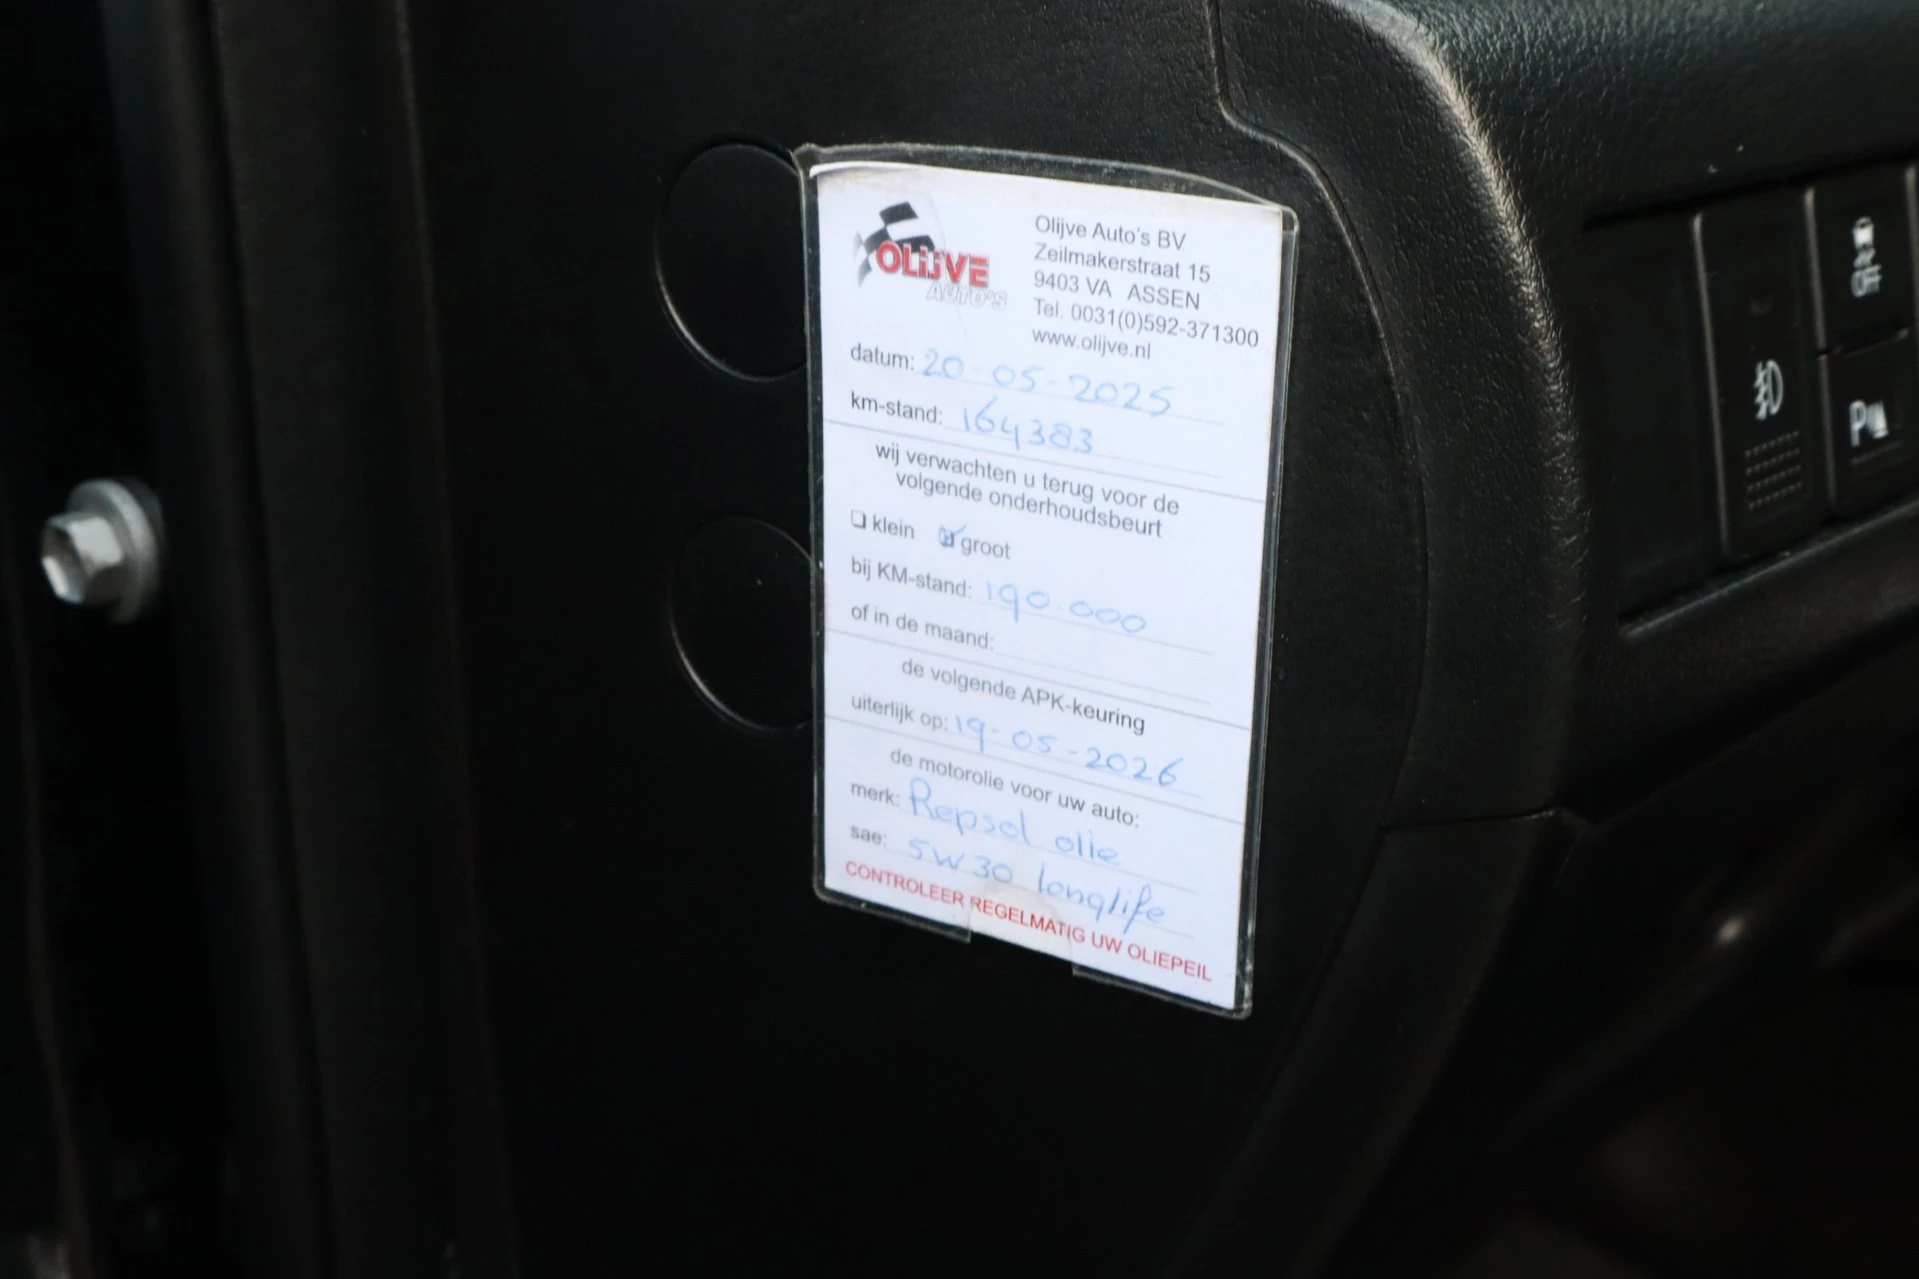 OLIJVE
AUTO'S
Olijve Auto's BV
Zeilmakerstraat 15
9403 VA ASSEN
Tel. 0031(0)592-371300
www.olijve.nl
datum: 20-05-2025
km-stand: 164383
wij verwachten u terug voor de
volgende onderhoudsbeurt
klein groot
bij KM-stand: 190.000
of in de maand:
de volgende APK-keuring
uiterlijk op: 19-05-2026
de motorolie voor uw auto:
merk: Repsol olie
sae: 5W30 longlife
CONTROLEER REGELMATIG UW OLIEPEIL
OFF
P